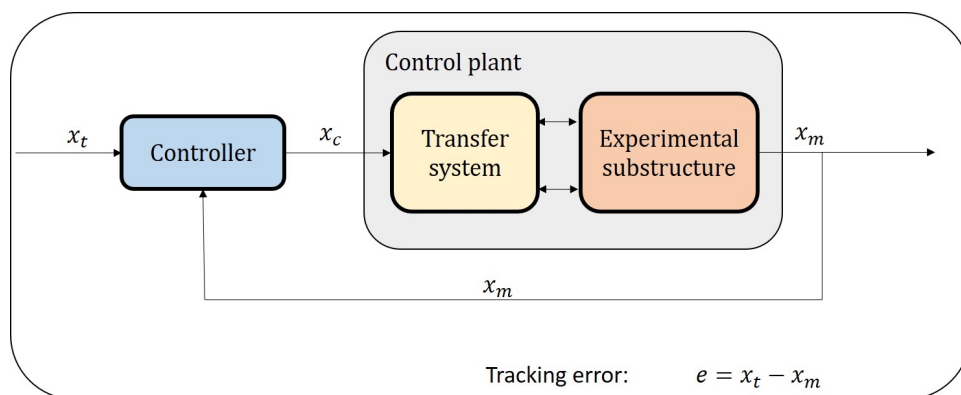 Control plant
x_t
Controller
x_c
Transfer
system
Experimental
substructure
x_m
x_m
Tracking error: e = x_t − x_m